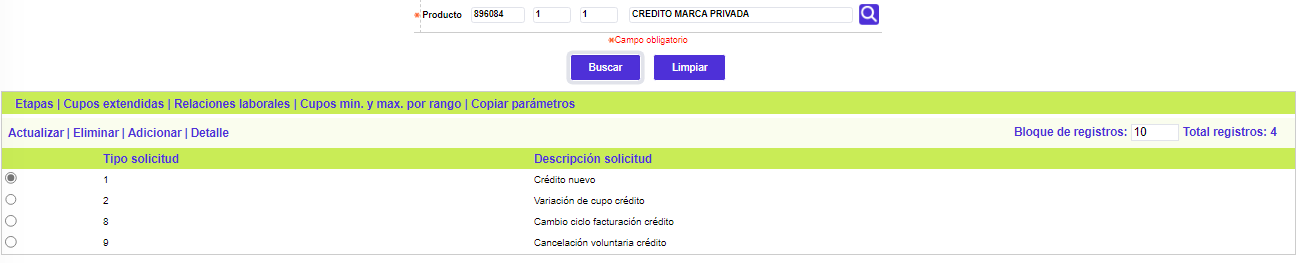 *Producto 896084 1 1 CREDITO MARCA PRIVADA
*Campo obligatorio
Buscar Limpiar
Etapas | Cupos extendidas | Relaciones laborales | Cupos min. y max. por rango | Copiar parámetros
Actualizar | Eliminar | Adicionar | Detalle Bloque de registros: 10 Total registros: 4
Tipo solicitud Descripción solicitud
1 Crédito nuevo
2 Variación de cupo crédito
8 Cambio ciclo facturación crédito
9 Cancelación voluntaria crédito